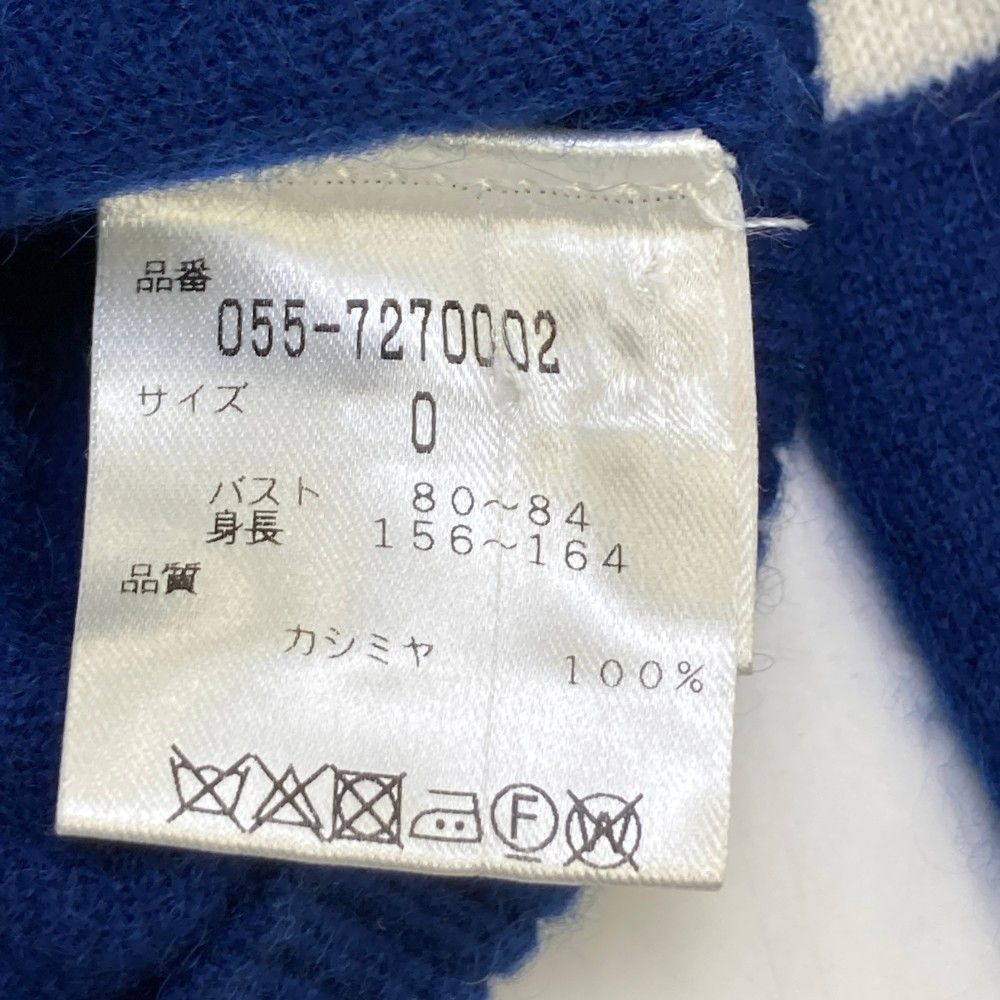 品番
055-7270002
サイズ 0
バスト 80〜84
身長 156〜164
品質
カシミヤ 100%
F W